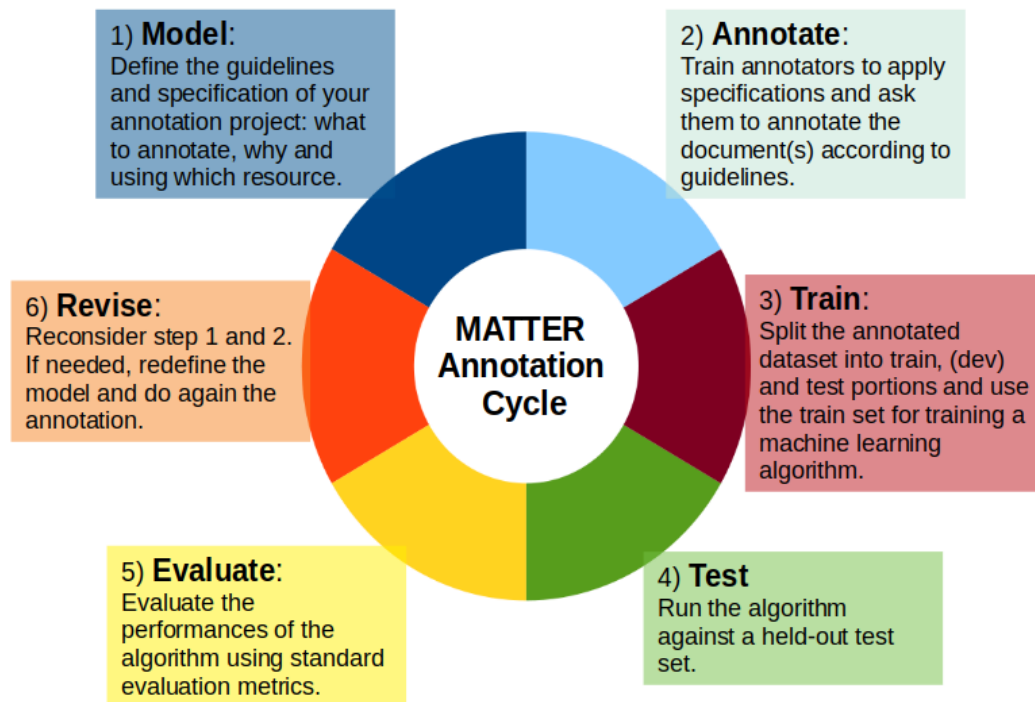 1) Model:
Define the guidelines
and specification of your
annotation project: what
to annotate, why and
using which resource.
2) Annotate:
Train annotators to apply
specifications and ask
them to annotate the
document(s) according to
guidelines.
MATTER
Annotation
Cycle
3) Train:
Split the annotated
dataset into train, (dev)
and test portions and use
the train set for training a
machine learning
algorithm.
4) Test
Run the algorithm
against a held-out test
set.
5) Evaluate:
Evaluate the
performances of the
algorithm using standard
evaluation metrics.
6) Revise:
Reconsider step 1 and 2.
If needed, redefine the
model and do again the
annotation.